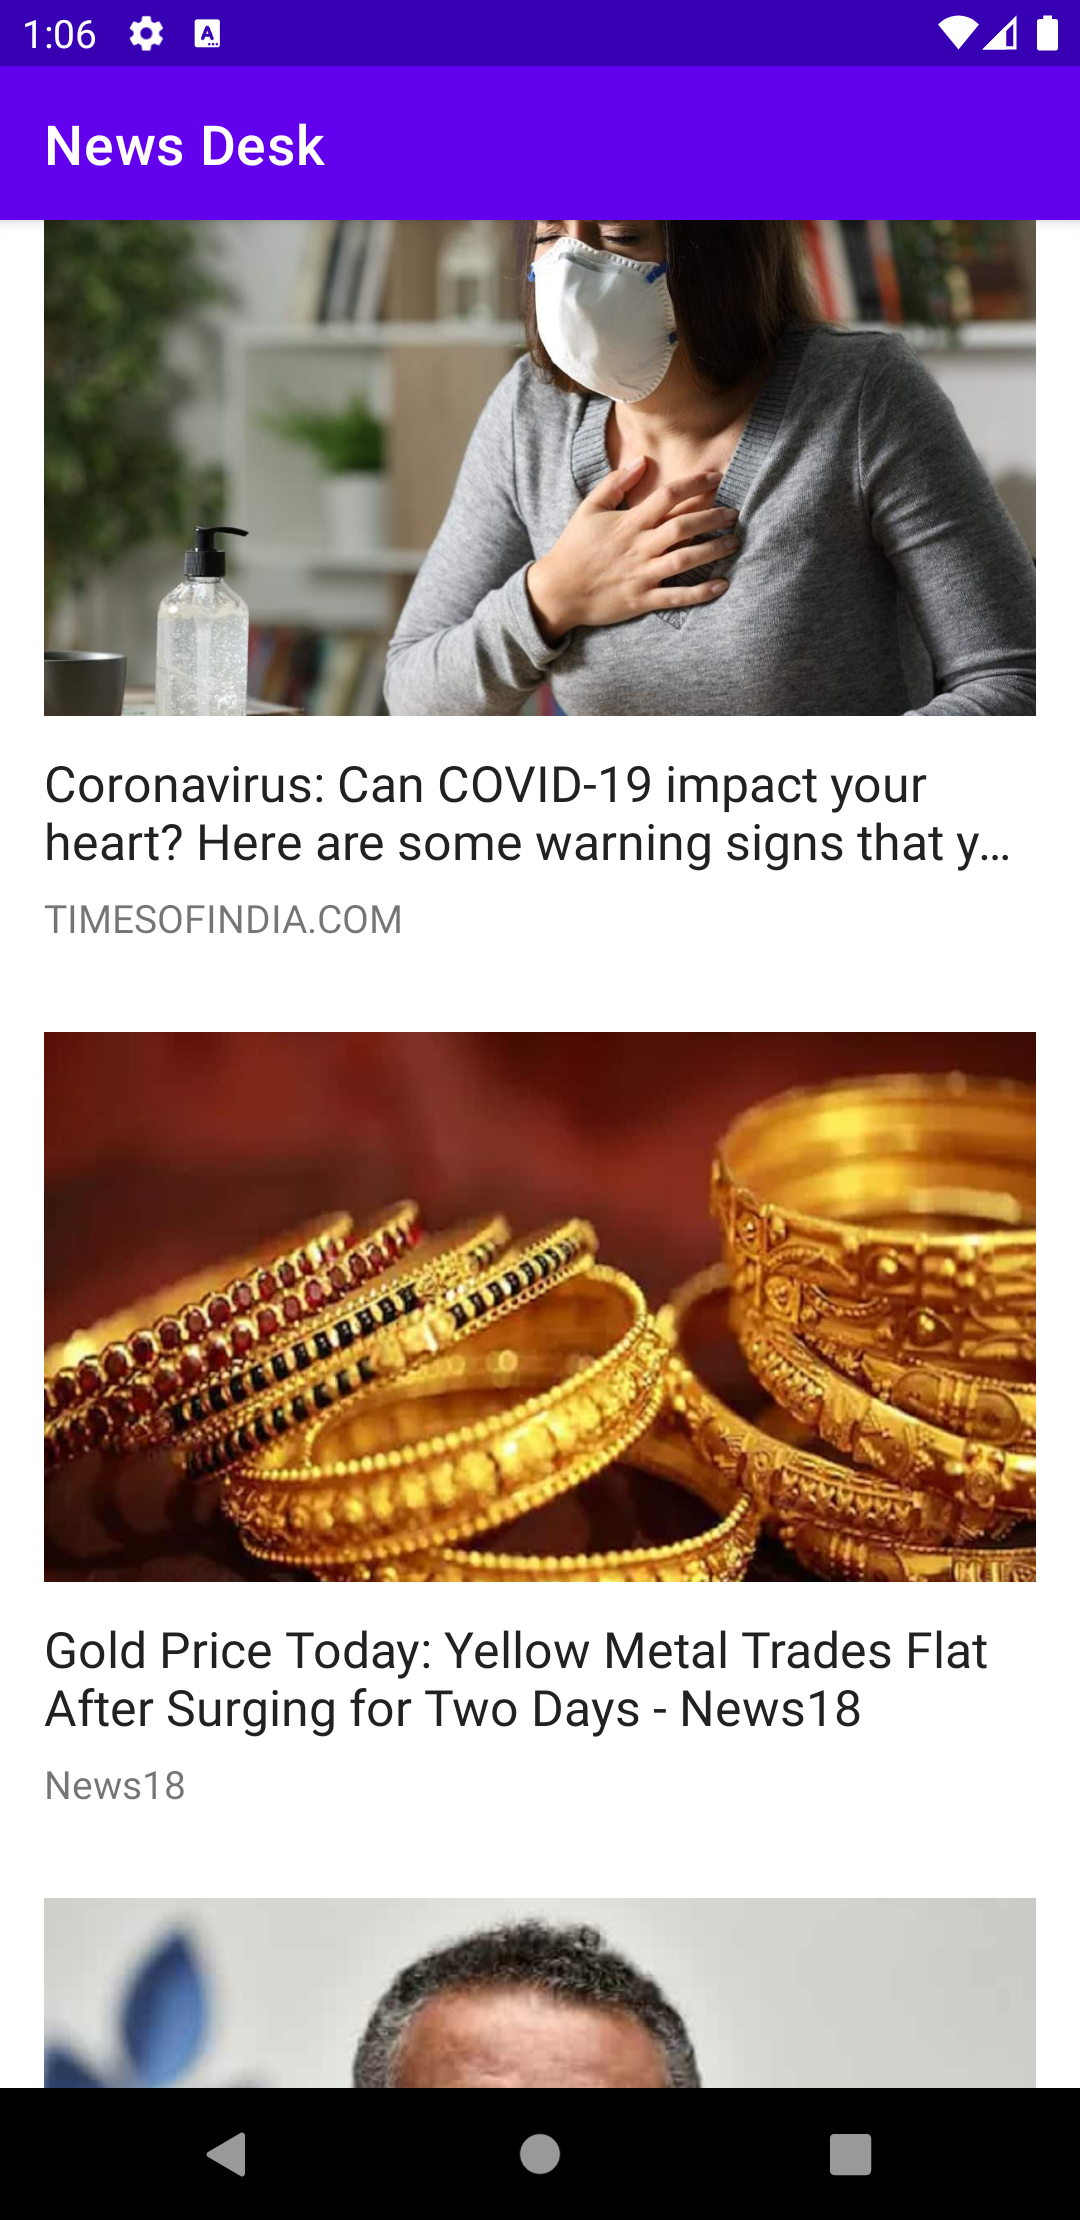 1:06
News Desk
Coronavirus: Can COVID-19 impact your
heart? Here are some warning signs that y...
TIMESOFINDIA.COM
Gold Price Today: Yellow Metal Trades Flat
After Surging for Two Days - News18
News18